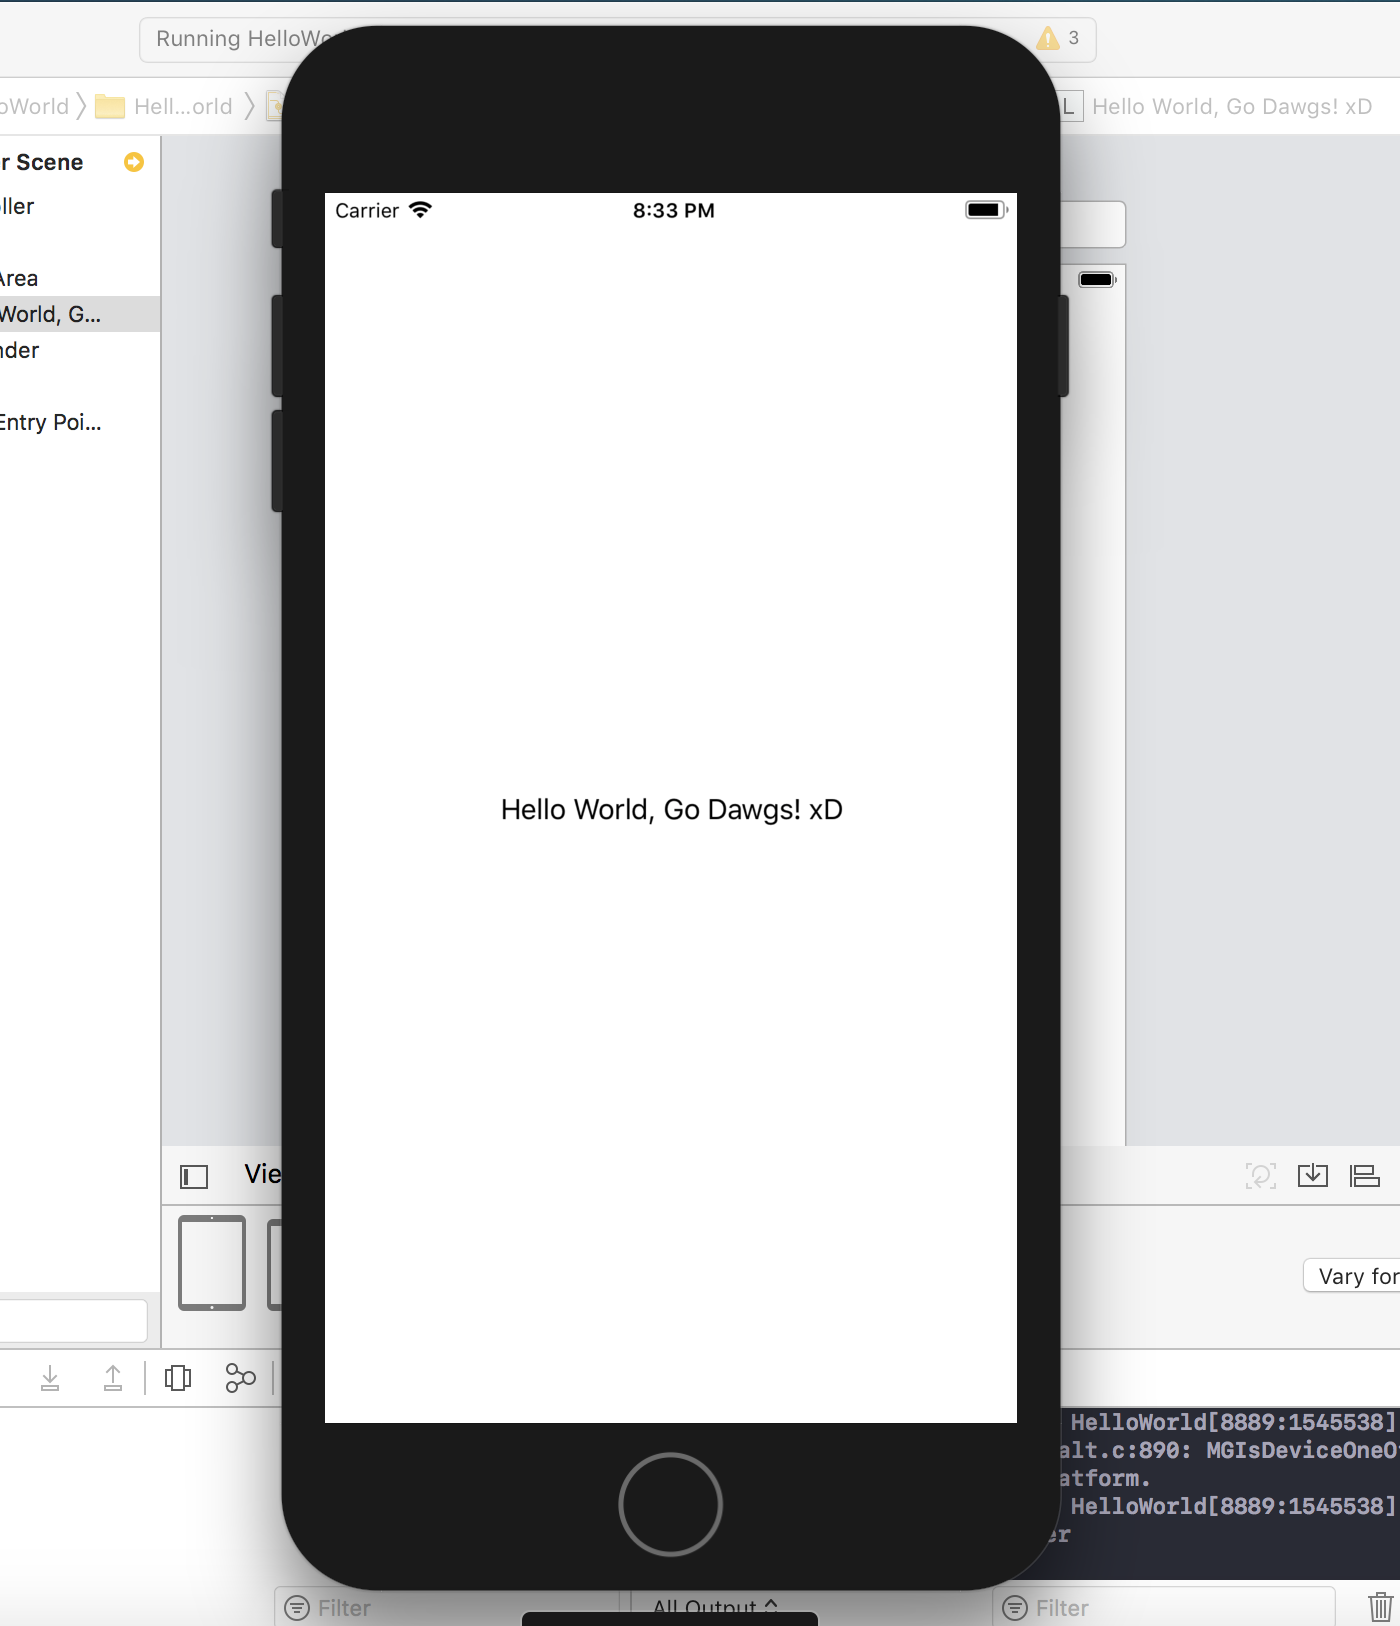 Running HelloWo
3
oWorld
Hell...orld
L
Hello World, Go Dawgs! xD
r Scene
ller
Area
World, G...
nder
Entry Poi...
Carrier
8:33 PM
Hello World, Go Dawgs! xD
Vie
Vary for
HelloWorld[8889:1545538]
alt.c:890: MGIsDeviceOneO
atform.
HelloWorld[8889:1545538]
er
Filter
All Output
Filter